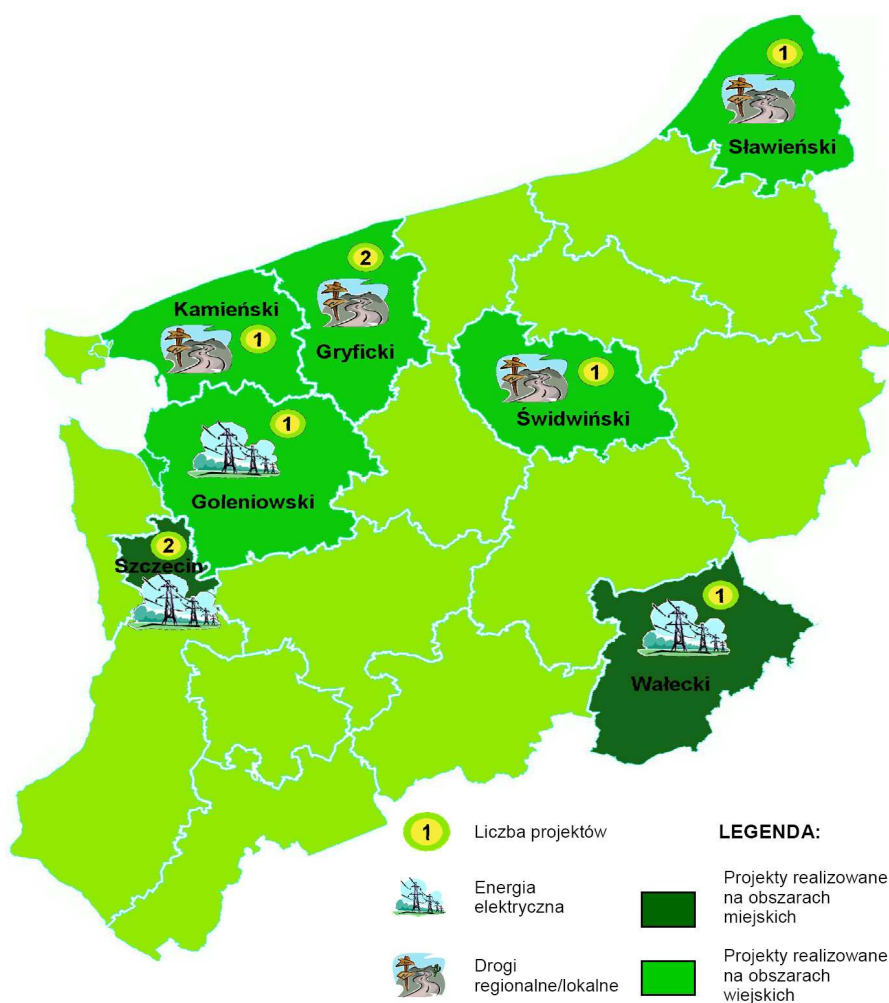 1
Sławieński
2
Kamieński
1
Gryficki
1
Świdwiński
1
Goleniowski
2
Szczecin
1
Wałecki
1
Liczba projektów
LEGENDA:
Energia
elektryczna
Projekty realizowane
na obszarach
miejskich
Drogi
regionalne/lokalne
Projekty realizowane
na obszarach
wiejskich